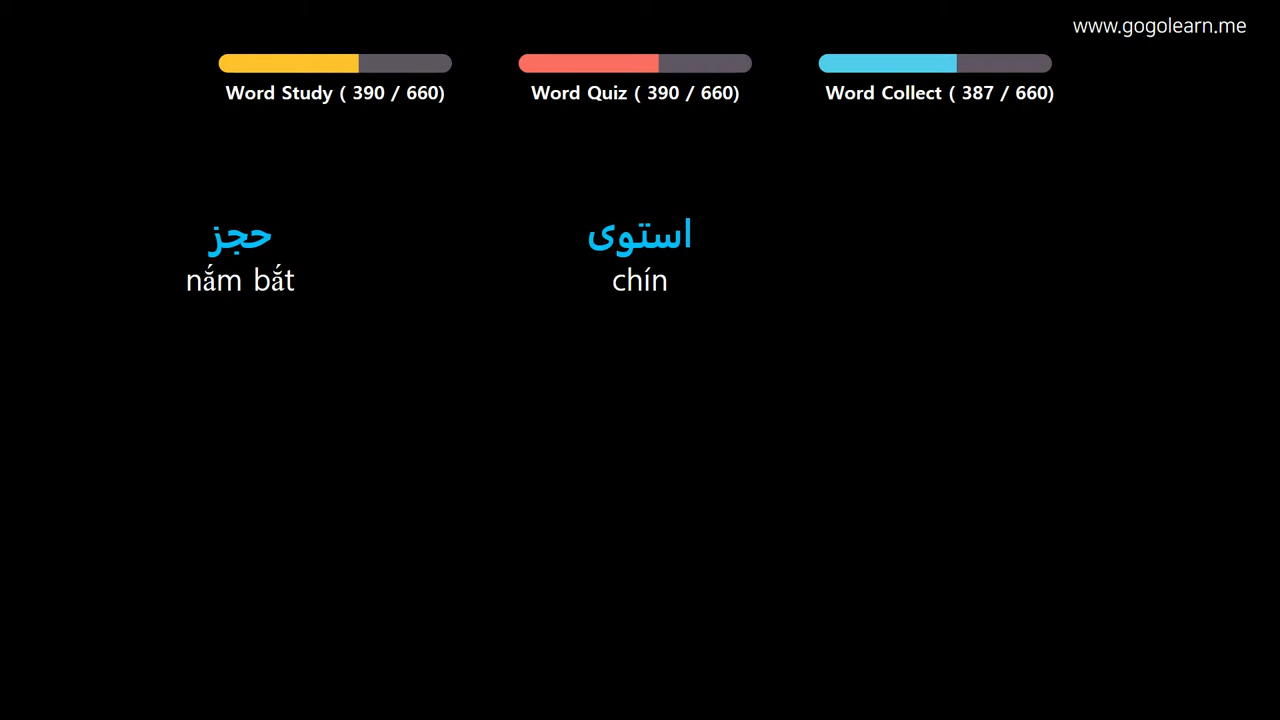 www.gogolearn.me
Word Study ( 390 / 660)
Word Quiz ( 390 / 660)
Word Collect ( 387 / 660)
حجز
nắm bắt
استوى
chín